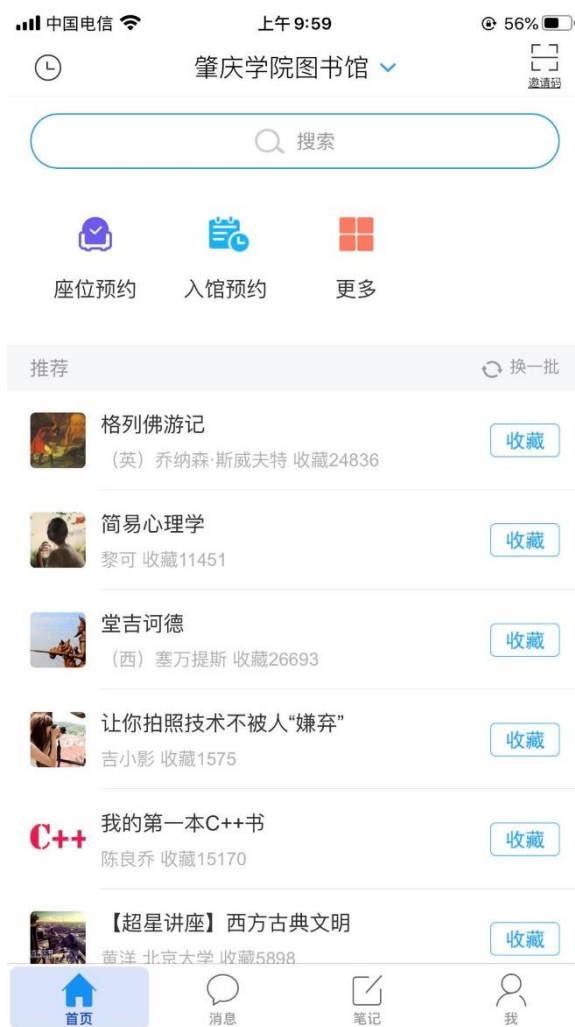 中国电信
上午 9:59
56%
肇庆学院图书馆
邀请码
搜索
座位预约
入馆预约
更多
推荐
换一批
格列佛游记
（英）乔纳森·斯威夫特 收藏24836
收藏
简易心理学
黎可 收藏11451
收藏
堂吉诃德
（西）塞万提斯 收藏26693
收藏
让你拍照技术不被人“嫌弃”
吉小影 收藏1575
收藏
C++
我的第一本C++书
陈良乔 收藏15170
收藏
【超星讲座】西方古典文明
黄洋 北京大学 收藏5898
收藏
首页
消息
笔记
我